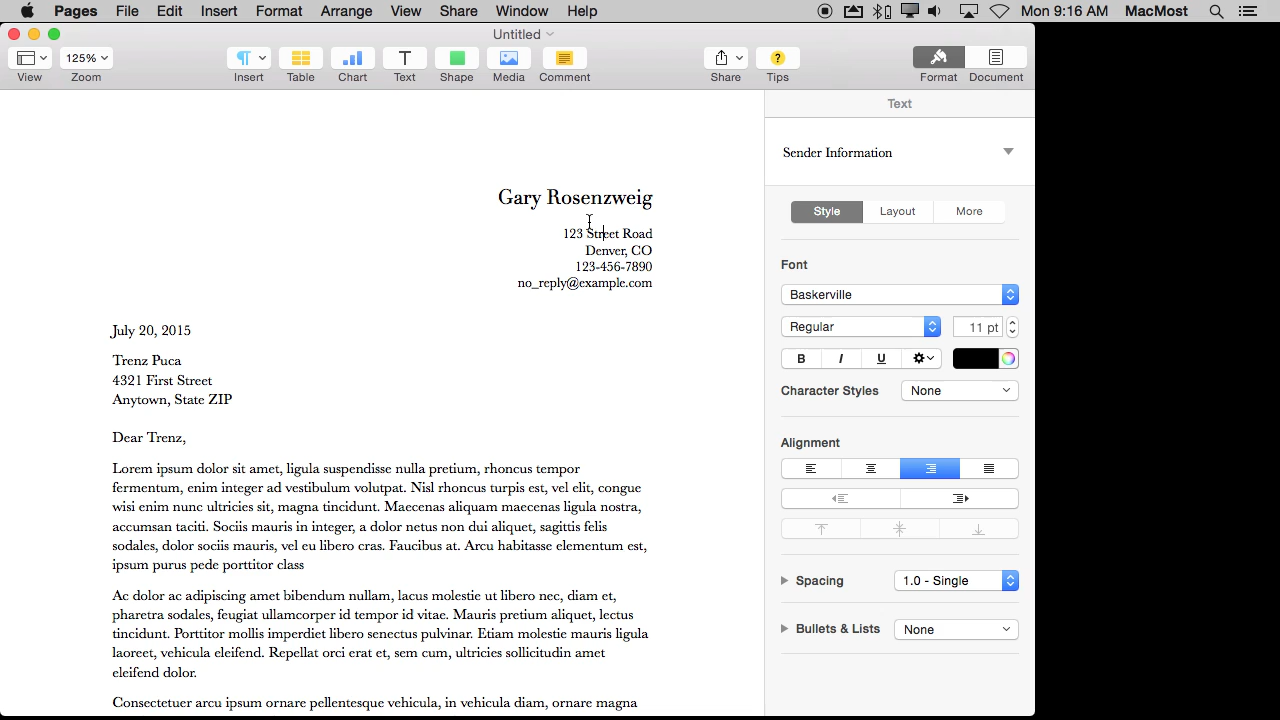 Pages File Edit Insert Format Arrange View Share Window Help Mon 9:16 AM MacMost
Untitled
125%
View Zoom Insert Table Chart Text Shape Media Comment Share Tips Format Document
Text
Sender Information
Style Layout More
Font
Baskerville
Regular 11 pt
B I U
Character Styles None
Alignment
Spacing 1.0 - Single
Bullets & Lists None
Gary Rosenzweig
123 Street Road
Denver, CO
123-456-7890
no_reply@example.com
July 20, 2015
Trenz Puca
4321 First Street
Anytown, State ZIP
Dear Trenz,
Lorem ipsum dolor sit amet, ligula suspendisse nulla pretium, rhoncus tempor
fermentum, enim integer ad vestibulum volutpat. Nisl rhoncus turpis est, vel elit, congue
wisi enim nunc ultricies sit, magna tincidunt. Maecenas aliquam maecenas ligula nostra,
accumsan taciti. Sociis mauris in integer, a dolor netus non dui aliquet, sagittis felis
sodales, dolor sociis mauris, vel eu libero cras. Faucibus at. Arcu habitasse elementum est,
ipsum purus pede porttitor class
Ac dolor ac adipiscing amet bibendum nullam, lacus molestie ut libero nec, diam et,
pharetra sodales, feugiat ullamcorper id tempor id vitae. Mauris pretium aliquet, lectus
tincidunt. Porttitor mollis imperdiet libero senectus pulvinar. Etiam molestie mauris ligula
laoreet, vehicula eleifend. Repellat orci erat et, sem cum, ultricies sollicitudin amet
eleifend dolor.
Consectetuer arcu ipsum ornare pellentesque vehicula, in vehicula diam, ornare magna